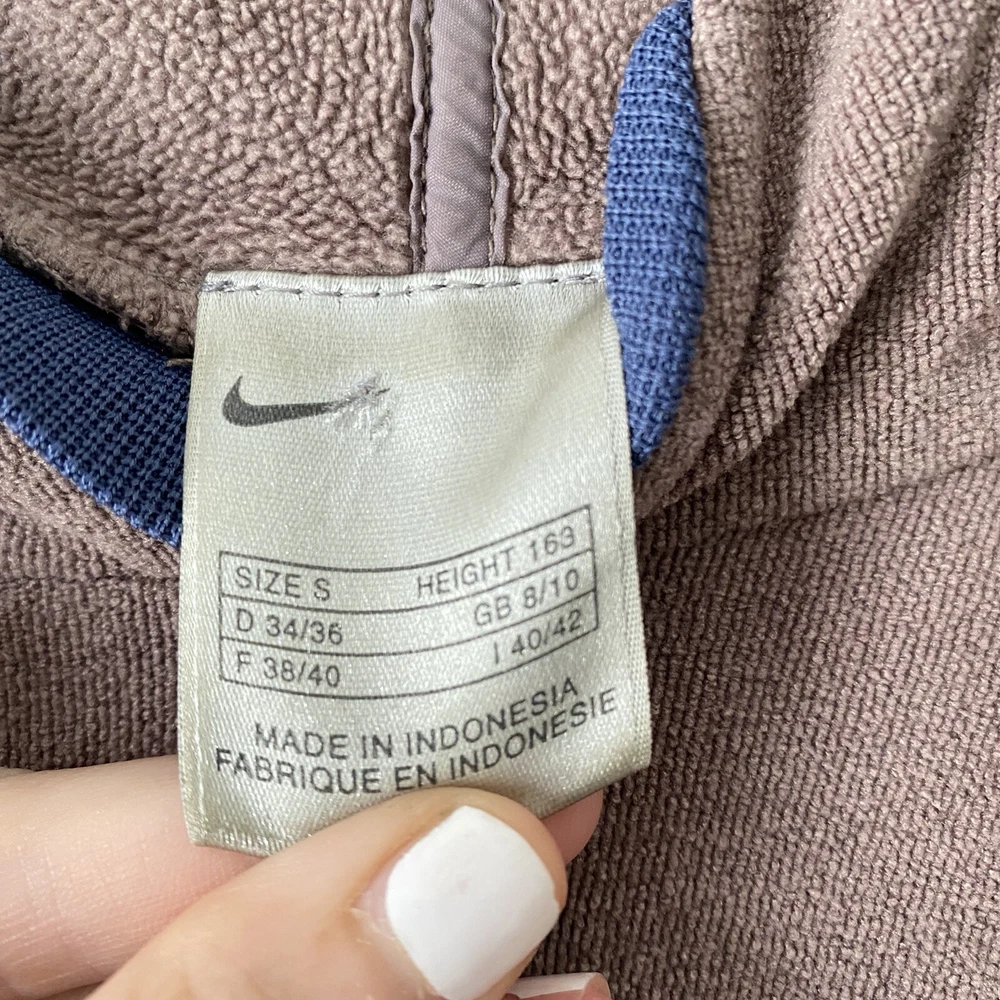 SIZE S HEIGHT 163
D 34/36 GB 8/10
F 38/40 I 40/42
MADE IN INDONESIA
FABRIQUE EN INDONESIE